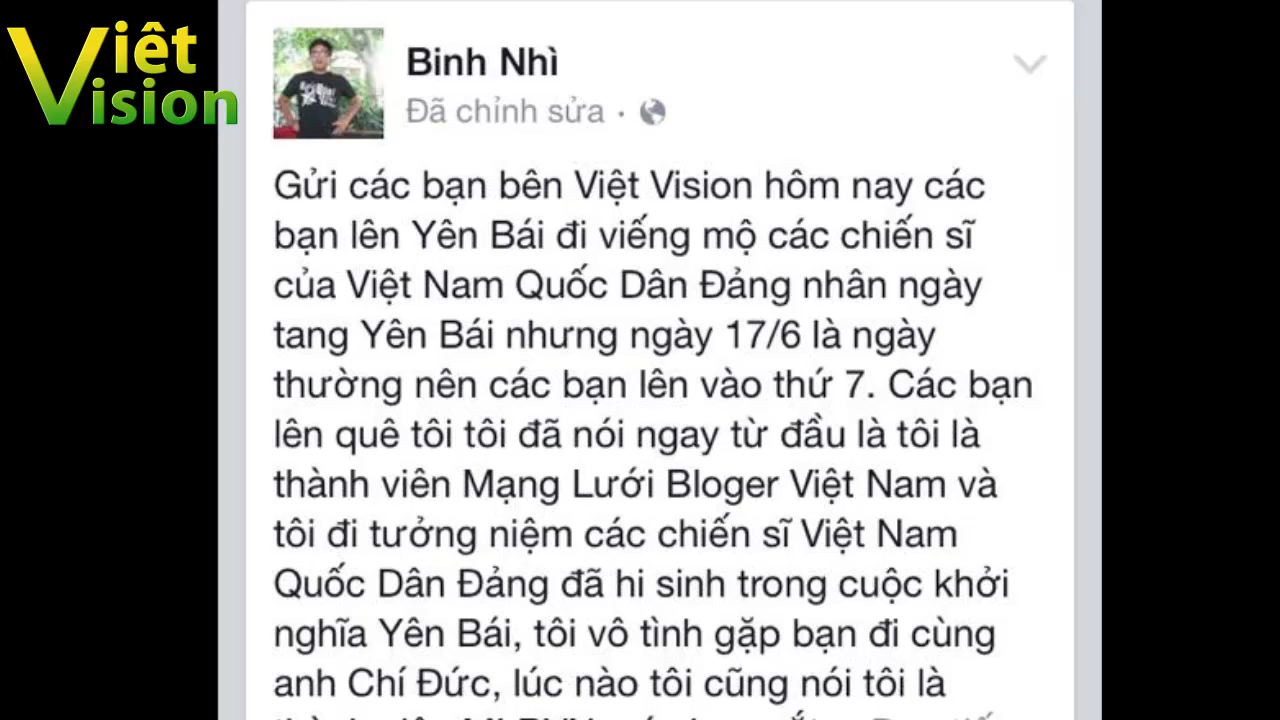 Việt
Vision
Binh Nhì
Đã chỉnh sửa ·
Gửi các bạn bên Việt Vision hôm nay các
bạn lên Yên Bái đi viếng mộ các chiến sĩ
của Việt Nam Quốc Dân Đảng nhân ngày
tang Yên Bái nhưng ngày 17/6 là ngày
thường nên các bạn lên vào thứ 7. Các bạn
lên quê tôi tôi đã nói ngay từ đầu là tôi là
thành viên Mạng Lưới Bloger Việt Nam và
tôi đi tưởng niệm các chiến sĩ Việt Nam
Quốc Dân Đảng đã hi sinh trong cuộc khởi
nghĩa Yên Bái, tôi vô tình gặp bạn đi cùng
anh Chí Đức, lúc nào tôi cũng nói tôi là